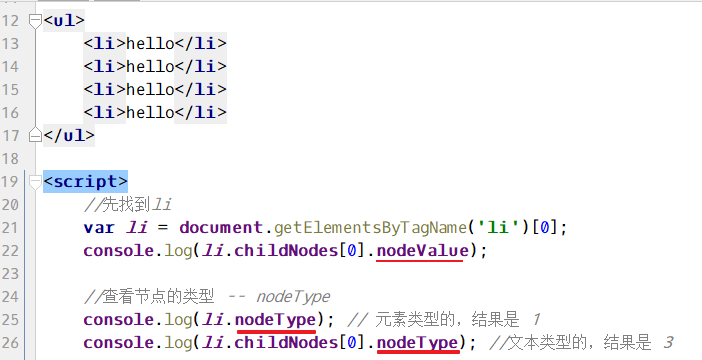 12 <ul>
13     <li>hello</li>
14     <li>hello</li>
15     <li>hello</li>
16     <li>hello</li>
17 </ul>
18
19 <script>
20     //先找到li
21     var li = document.getElementsByTagName('li')[0];
22     console.log(li.childNodes[0].nodeValue);
23
24     //查看节点的类型 -- nodeType
25     console.log(li.nodeType); // 元素类型的，结果是 1
26     console.log(li.childNodes[0].nodeType); //文本类型的，结果是 3